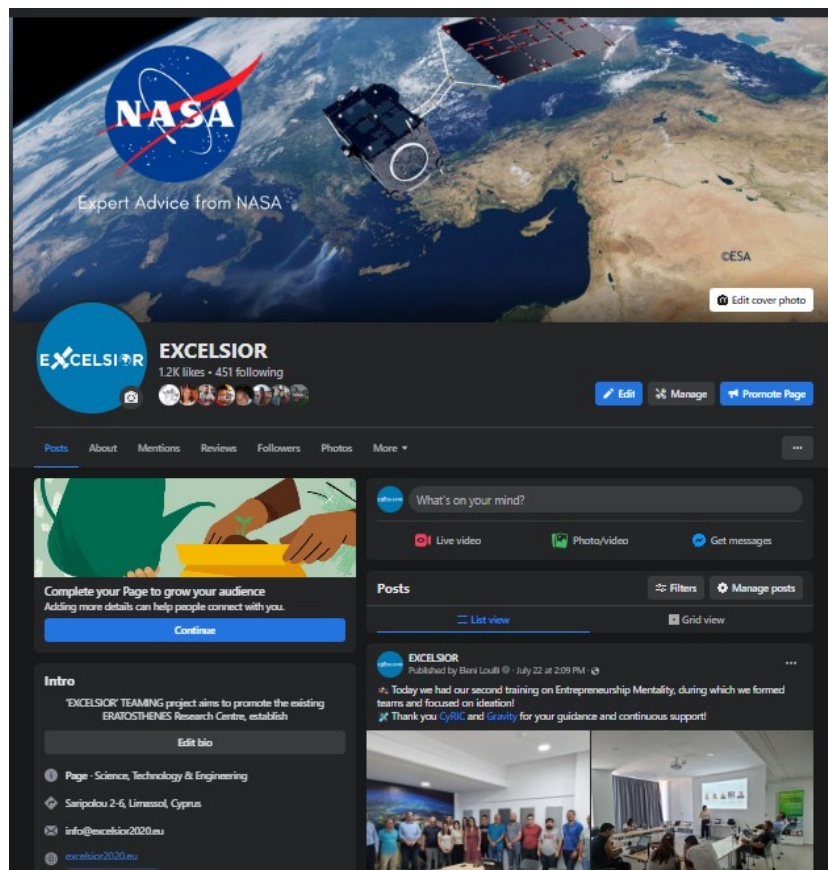 NASA
Expert Advice from NASA
©ESA
Edit cover photo
EXCELSIOR
EXCELSIOR
1.2K likes • 451 following
Edit
Manage
Promote Page
Posts
About
Mentions
Reviews
Followers
Photos
More
Complete your Page to grow your audience
Adding more details can help people connect with you.
Continue
Intro
'EXCELSIOR' TEAMING project aims to promote the existing
ERATOSTHENES Research Centre, establish
Edit bio
Page · Science, Technology & Engineering
Saripolou 2-6, Limassol, Cyprus
info@excelsior2020.eu
excelsior2020.eu
What's on your mind?
Live video
Photo/video
Get messages
Posts
Filters
Manage posts
List view
Grid view
EXCELSIOR
Published by Eleni Loulli · July 22 at 2:09 PM ·
Today we had our second training on Entrepreneurship Mentality, during which we formed
teams and focused on ideation!
Thank you CyRIC and Gravity for your guidance and continuous support!